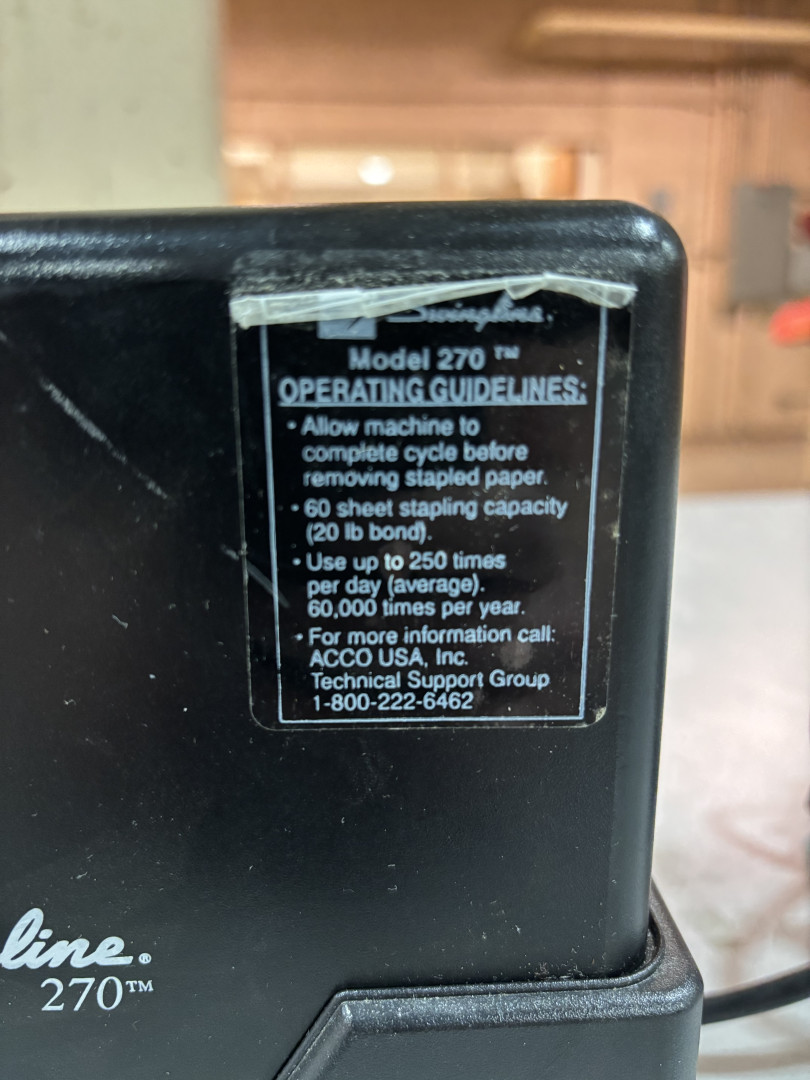 Swingline.
Model 270 ™
OPERATING GUIDELINES:
• Allow machine to
complete cycle before
removing stapled paper.
• 60 sheet stapling capacity
(20 lb bond).
• Use up to 250 times
per day (average).
60,000 times per year.
• For more information call:
ACCO USA, Inc.
Technical Support Group
1-800-222-6462
line.®
270™